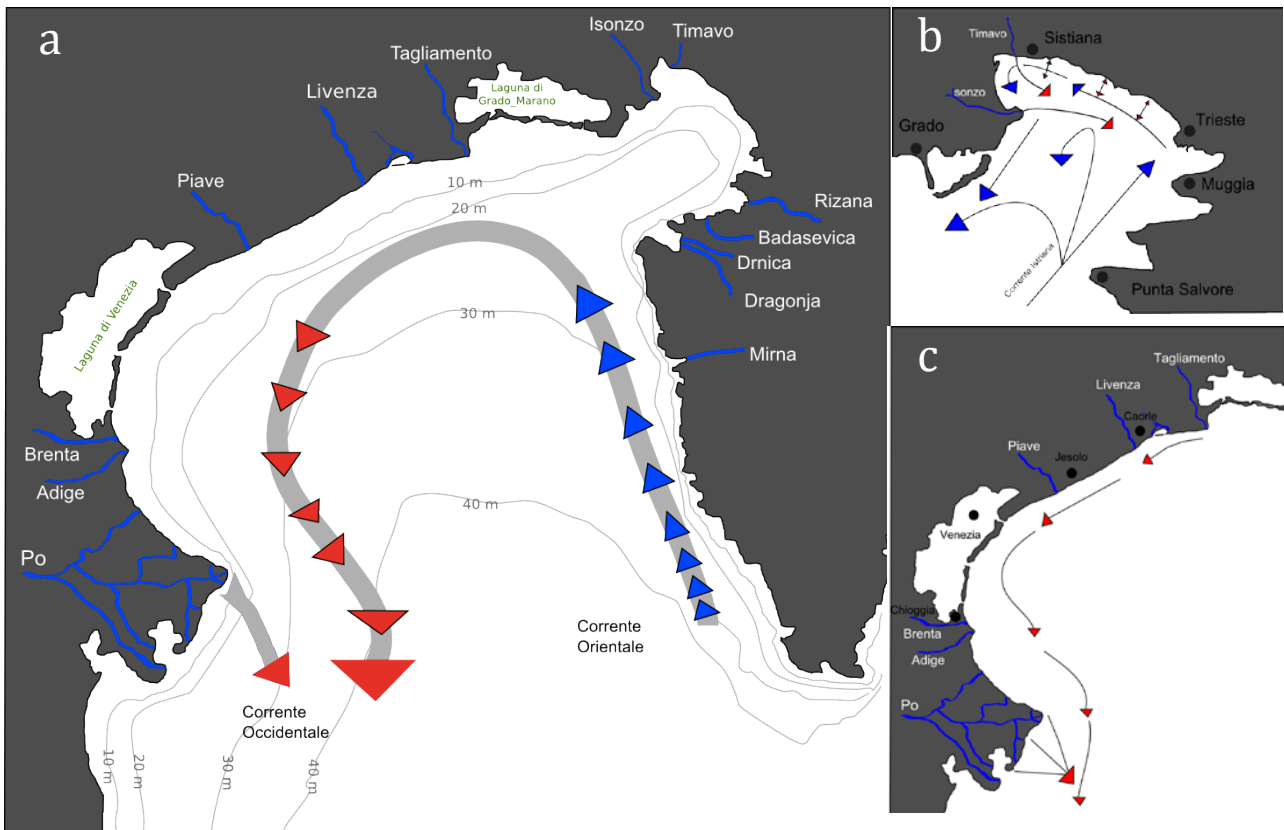 a
Isonzo
Timavo
Tagliamento
Laguna di
Grado_Marano
Livenza
Piave
10 m
20 m
Rizana
Badasevica
Drnica
Dragonja
Laguna di Venezia
30 m
Mirna
Brenta
Adige
40 m
Po
Corrente
Orientale
Corrente
Occidentale
10 m
20 m
30 m
40 m
b
Timavo
Sistiana
sonzo
Grado
Trieste
Muggia
Corrente Istriana
Punta Salvore
c
Tagliamento
Livenza
Caorle
Piave
Jesolo
Venezia
Chioggia
Brenta
Adige
Po